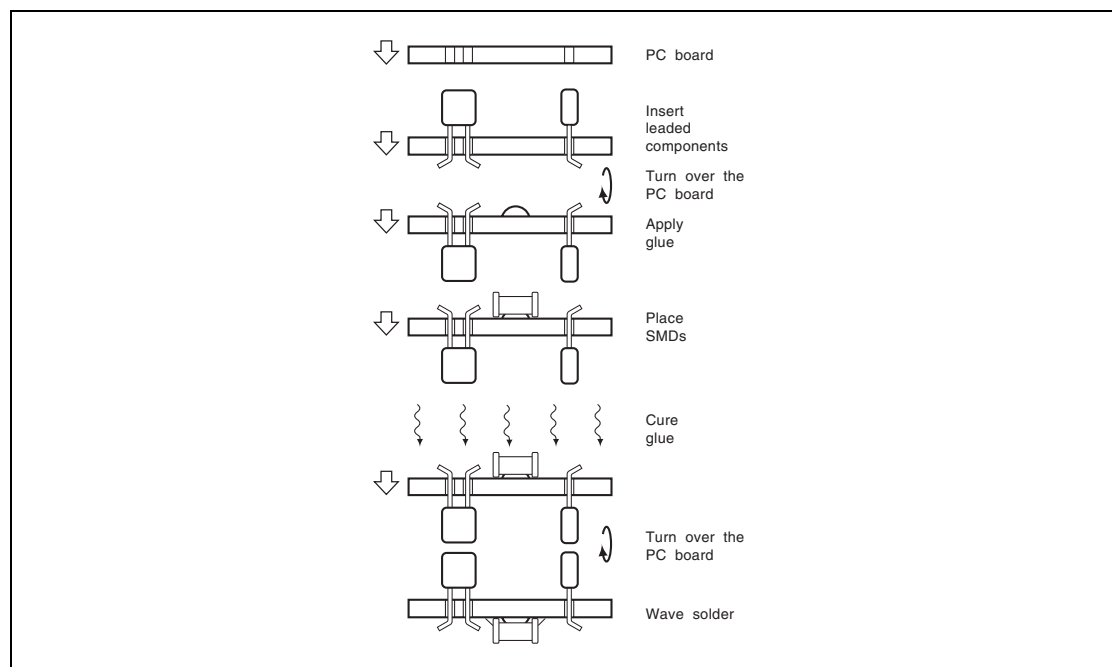 PC board
Insert
leaded
components
Turn over the
PC board
Apply
glue
Place
SMDs
Cure
glue
Turn over the
PC board
Wave solder